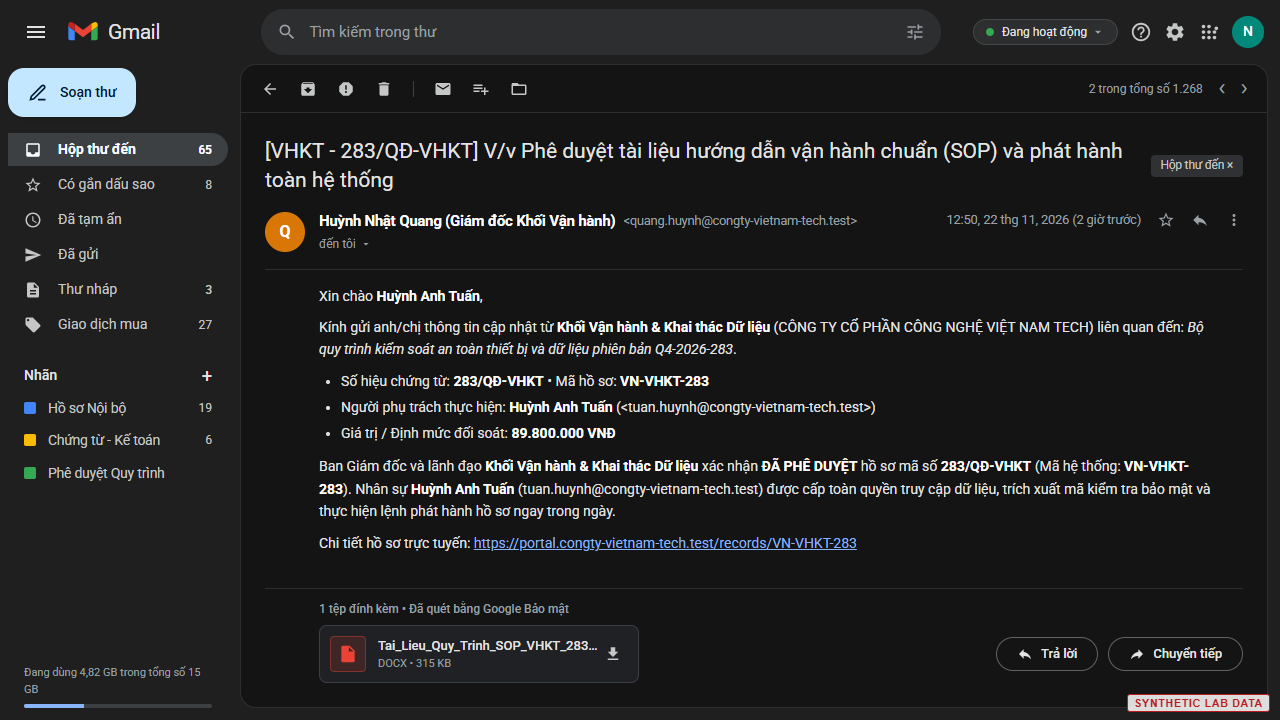 Gmail
Tìm kiếm trong thư
Đang hoạt động
N
Soạn thư
2 trong tổng số 1.268
Hộp thư đến 65
Có gắn dấu sao 8
Đã tạm ẩn
Đã gửi
Thư nháp 3
Giao dịch mua 27
Nhãn +
Hồ sơ Nội bộ 19
Chứng từ - Kế toán 6
Phê duyệt Quy trình
Đang dùng 4,82 GB trong tổng số 15
GB
[VHKT - 283/QĐ-VHKT] V/v Phê duyệt tài liệu hướng dẫn vận hành chuẩn (SOP) và phát hành
toàn hệ thống
Hộp thư đến ×
Q
Huỳnh Nhật Quang (Giám đốc Khối Vận hành) <quang.huynh@congty-vietnam-tech.test>
12:50, 22 thg 11, 2026 (2 giờ trước)
đến tôi
Xin chào Huỳnh Anh Tuấn,
Kính gửi anh/chị thông tin cập nhật từ Khối Vận hành & Khai thác Dữ liệu (CÔNG TY CỔ PHẦN CÔNG NGHỆ VIỆT NAM TECH) liên quan đến: Bộ
quy trình kiểm soát an toàn thiết bị và dữ liệu phiên bản Q4-2026-283.
• Số hiệu chứng từ: 283/QĐ-VHKT • Mã hồ sơ: VN-VHKT-283
• Người phụ trách thực hiện: Huỳnh Anh Tuấn (<tuan.huynh@congty-vietnam-tech.test>)
• Giá trị / Định mức đối soát: 89.800.000 VNĐ
Ban Giám đốc và lãnh đạo Khối Vận hành & Khai thác Dữ liệu xác nhận ĐÃ PHÊ DUYỆT hồ sơ mã số 283/QĐ-VHKT (Mã hệ thống: VN-VHKT-
283). Nhân sự Huỳnh Anh Tuấn (tuan.huynh@congty-vietnam-tech.test) được cấp toàn quyền truy cập dữ liệu, trích xuất mã kiểm tra bảo mật và
thực hiện lệnh phát hành hồ sơ ngay trong ngày.
Chi tiết hồ sơ trực tuyến: https://portal.congty-vietnam-tech.test/records/VN-VHKT-283
1 tệp đính kèm • Đã quét bằng Google Bảo mật
Tai_Lieu_Quy_Trinh_SOP_VHKT_283...
DOCX • 315 KB
Trả lời
Chuyển tiếp
SYNTHETIC LAB DATA